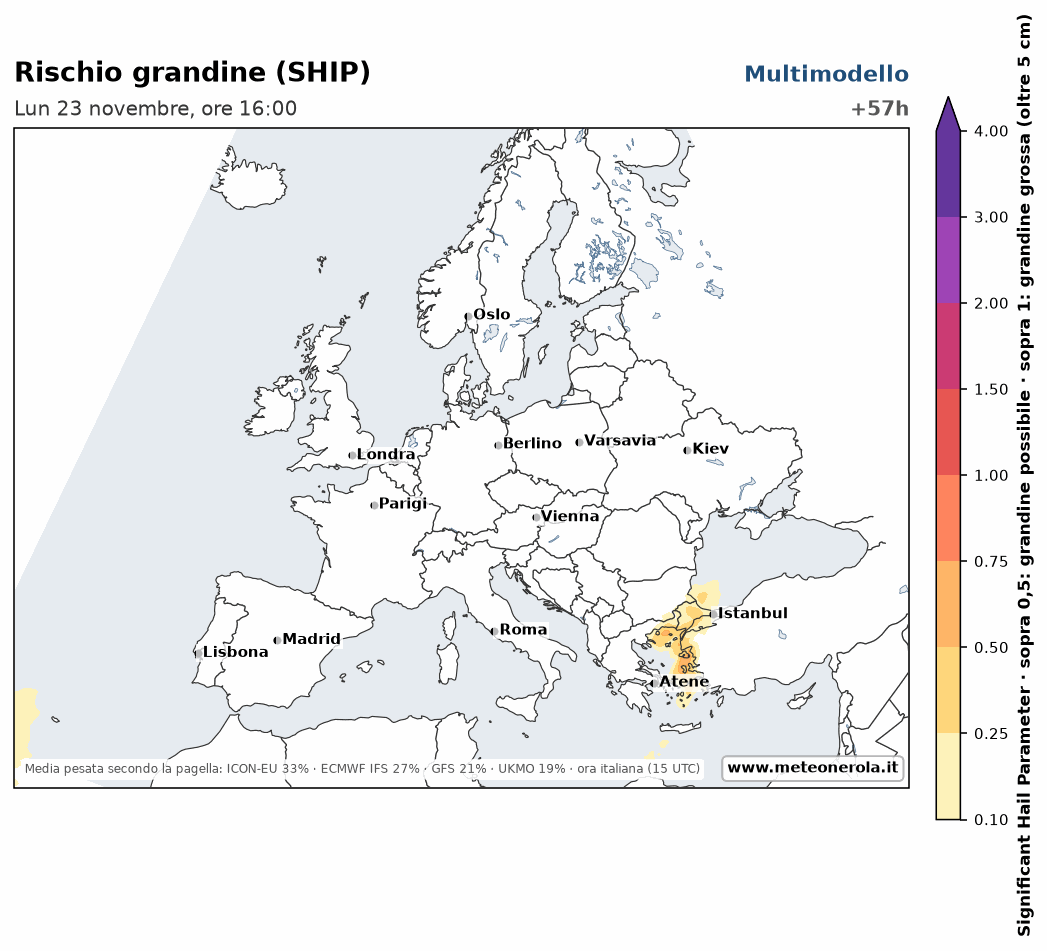 Rischio grandine (SHIP)
Multimodello
Lun 23 novembre, ore 16:00
+57h
Oslo
Londra
Berlino
Varsavia
Kiev
Parigi
Vienna
Istanbul
Roma
Madrid
Lisbona
Atene
Media pesata secondo la pagella: ICON-EU 33% · ECMWF IFS 27% · GFS 21% · UKMO 19% · ora italiana (15 UTC)
www.meteonerola.it
4.00
3.00
2.00
1.50
1.00
0.75
0.50
0.25
0.10
Significant Hail Parameter · sopra 0,5: grandine possibile · sopra 1: grandine grossa (oltre 5 cm)